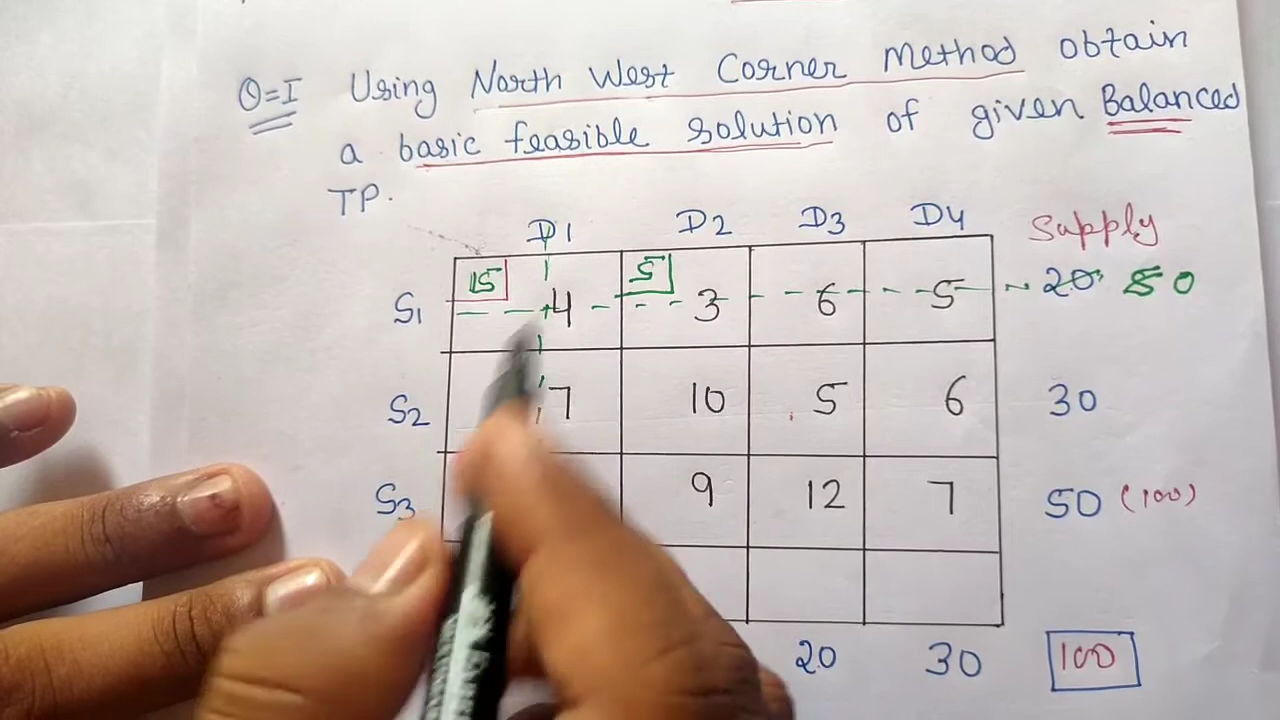 Q=I Using North West Corner Method obtain
a basic feasible solution of given Balanced
TP.
D1 D2 D3 D4 Supply
15 5
S1 4 3 6 5 20 5 0
S2 7 10 5 6 30
S3 9 12 7 50 (100)
20 30 100